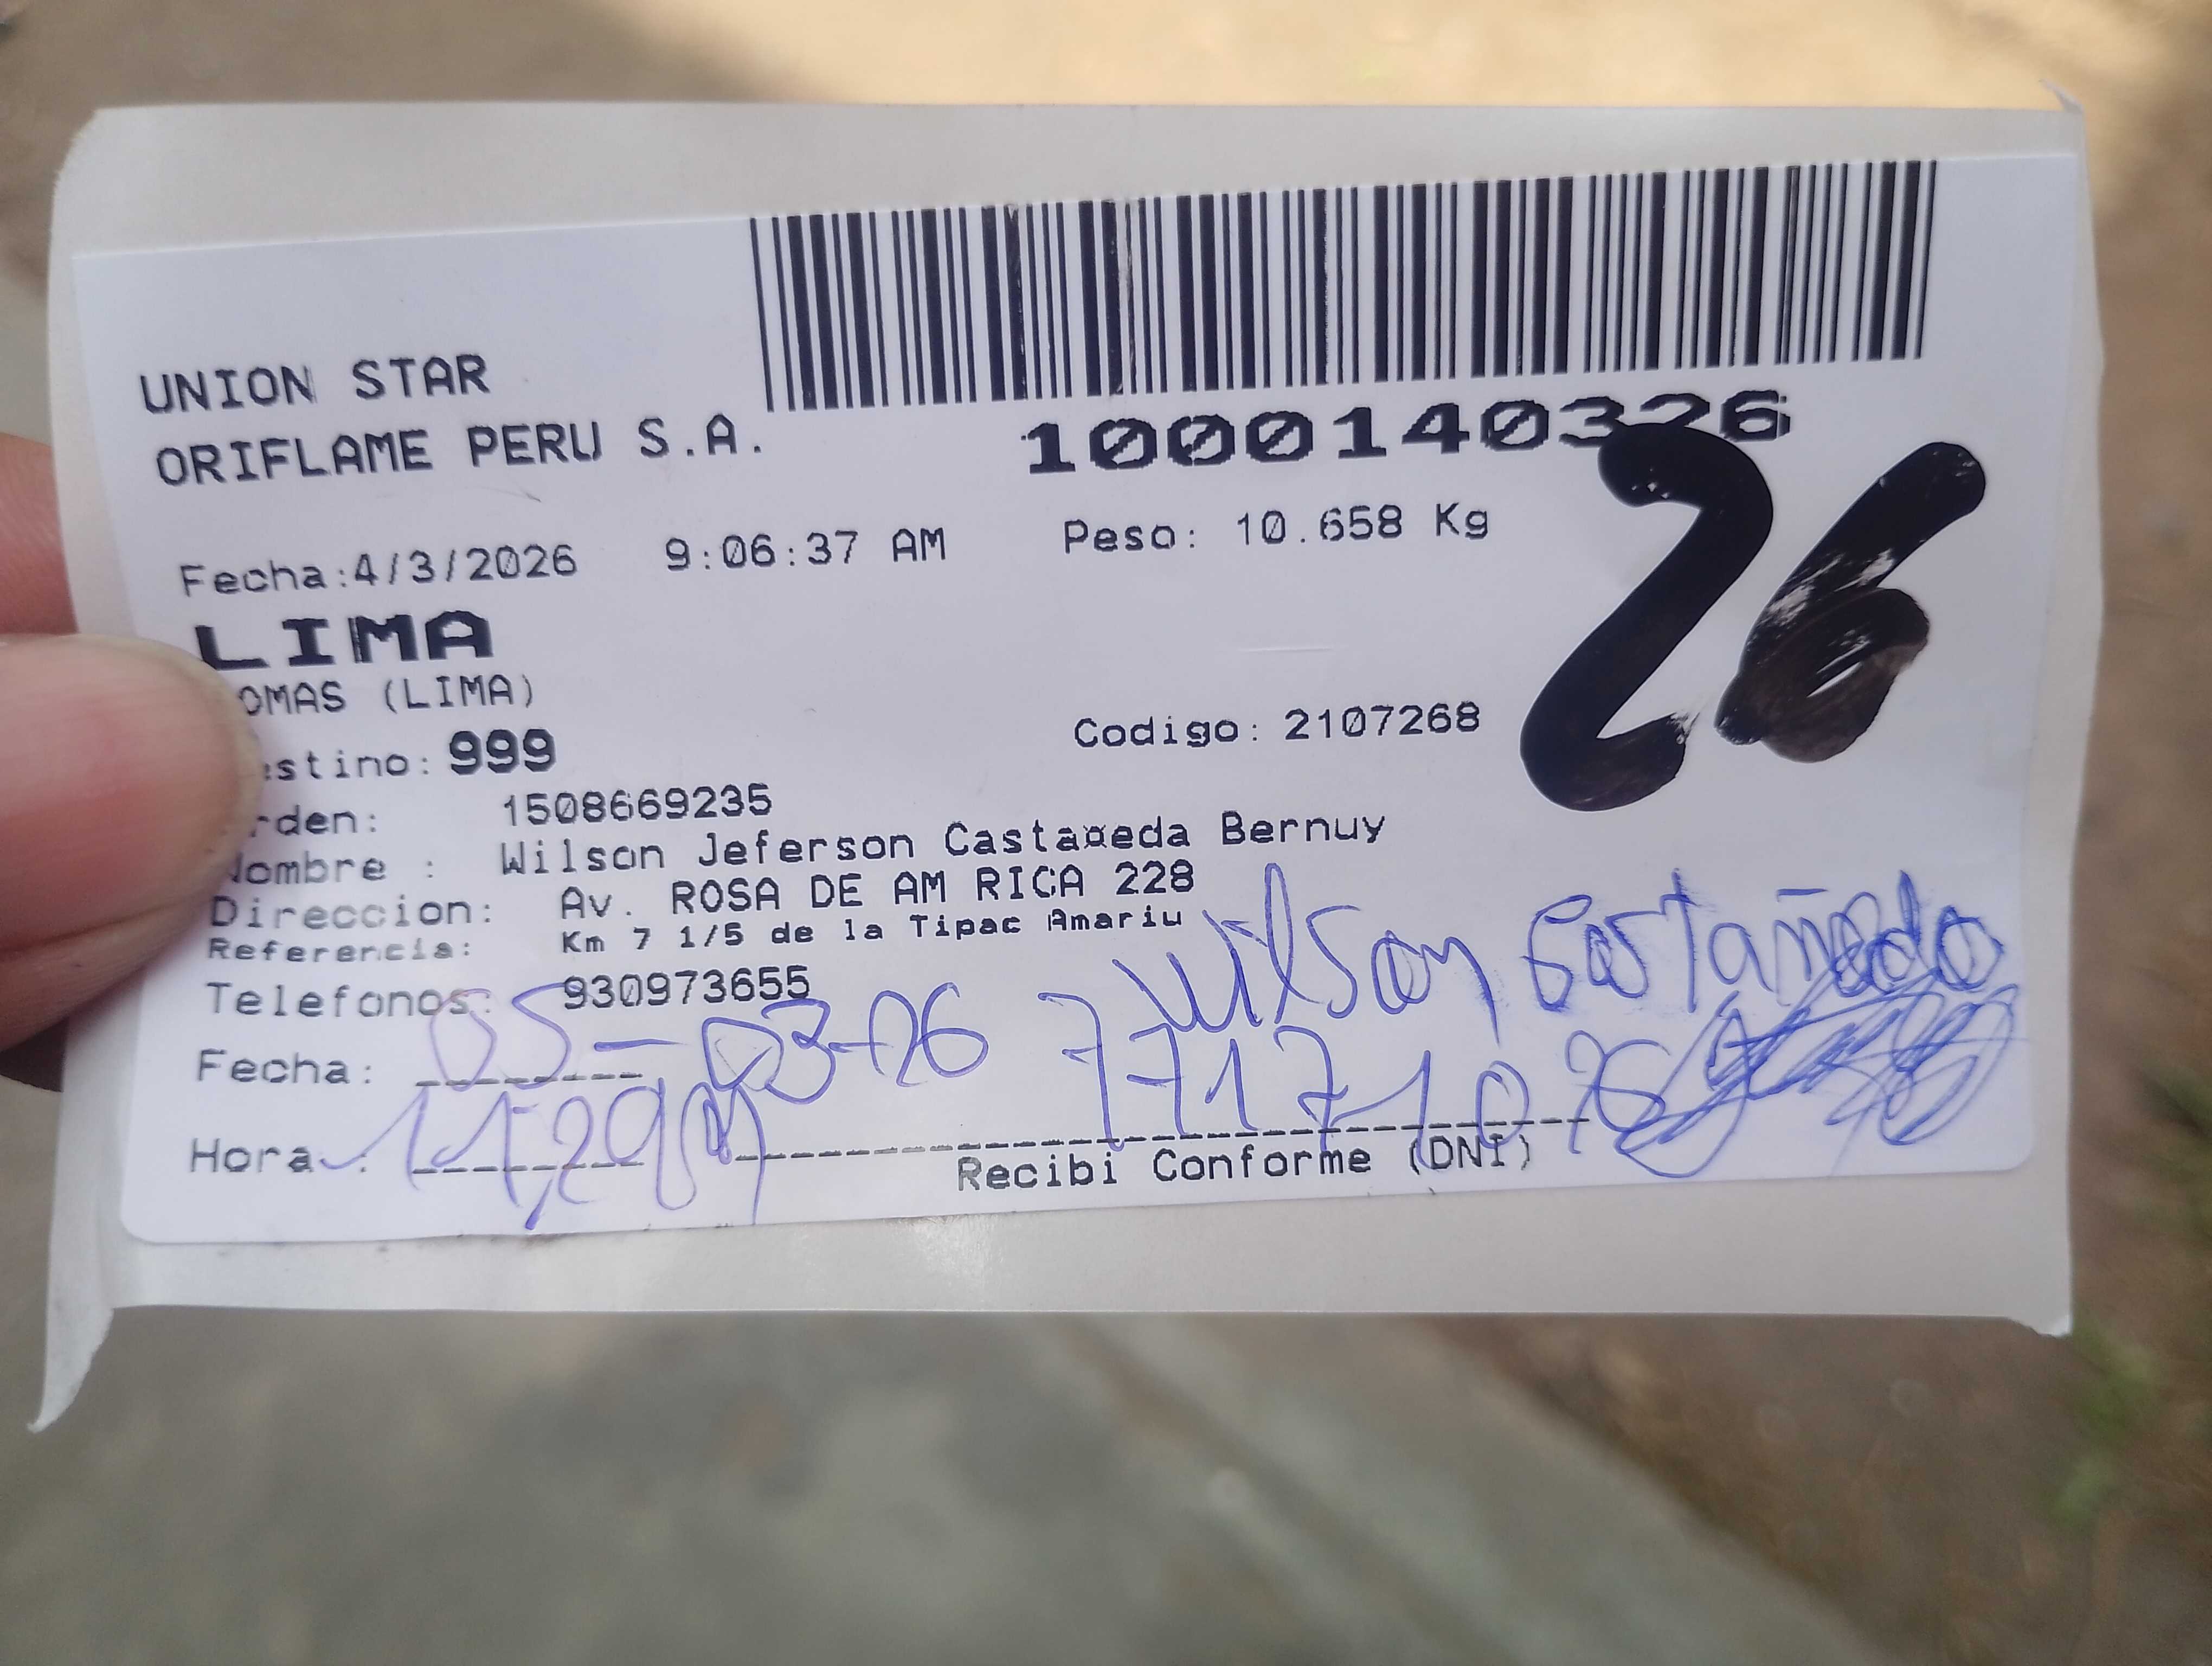 UNION STAR
ORIFLAME PERU S.A.
1000140326
26
Fecha:4/3/2026 9:06:37 AM Peso: 10.658 Kg
LIMA
OMAS (LIMA)
estino: 999 Codigo: 2107268
rden: 1508669235
Nombre : Wilson Jeferson Casta¤eda Bernuy
Direccion: Av. ROSA DE AM RICA 228
Referencia: Km 7 1/5 de la Tipac Amariu
Telefonos: 930973655
Wilson Castañeda
Fecha: 05-03-26
Hora :
Recibi Conforme (DNI)